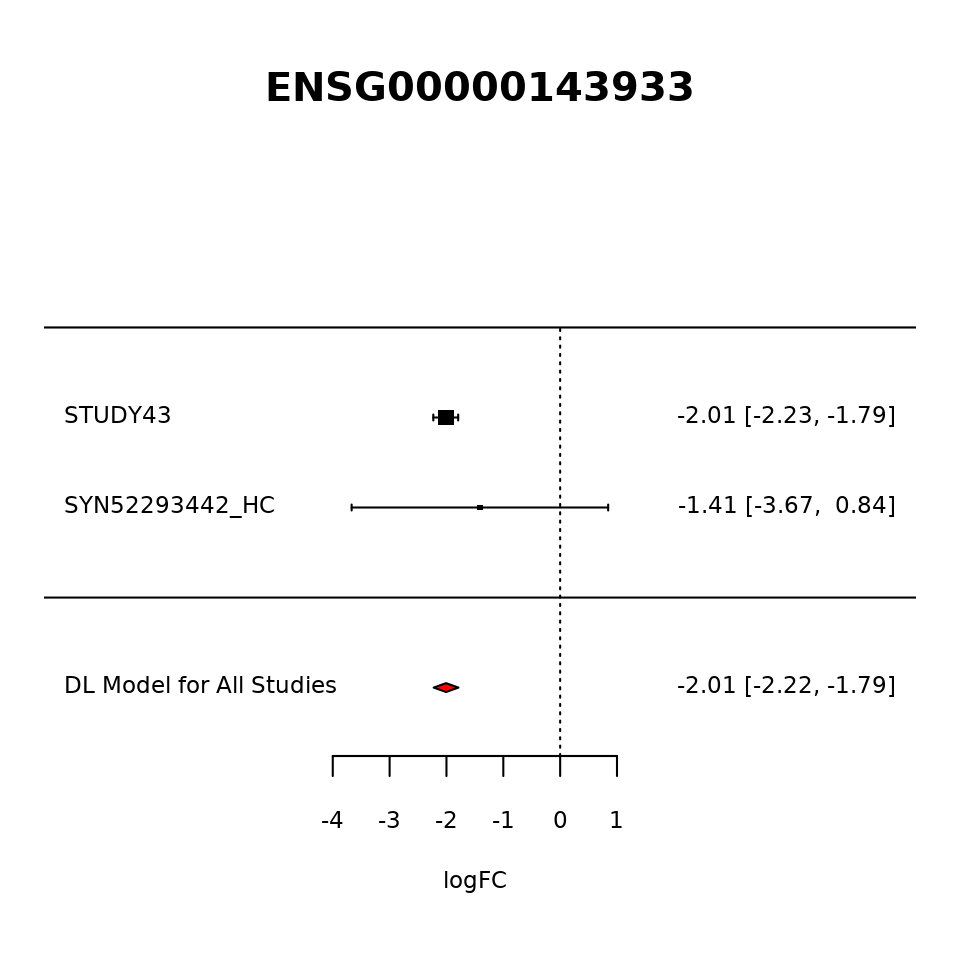 ENSG00000143933
STUDY43 -2.01 [-2.23, -1.79]
SYN52293442_HC -1.41 [-3.67, 0.84]
DL Model for All Studies -2.01 [-2.22, -1.79]
-4 -3 -2 -1 0 1
logFC